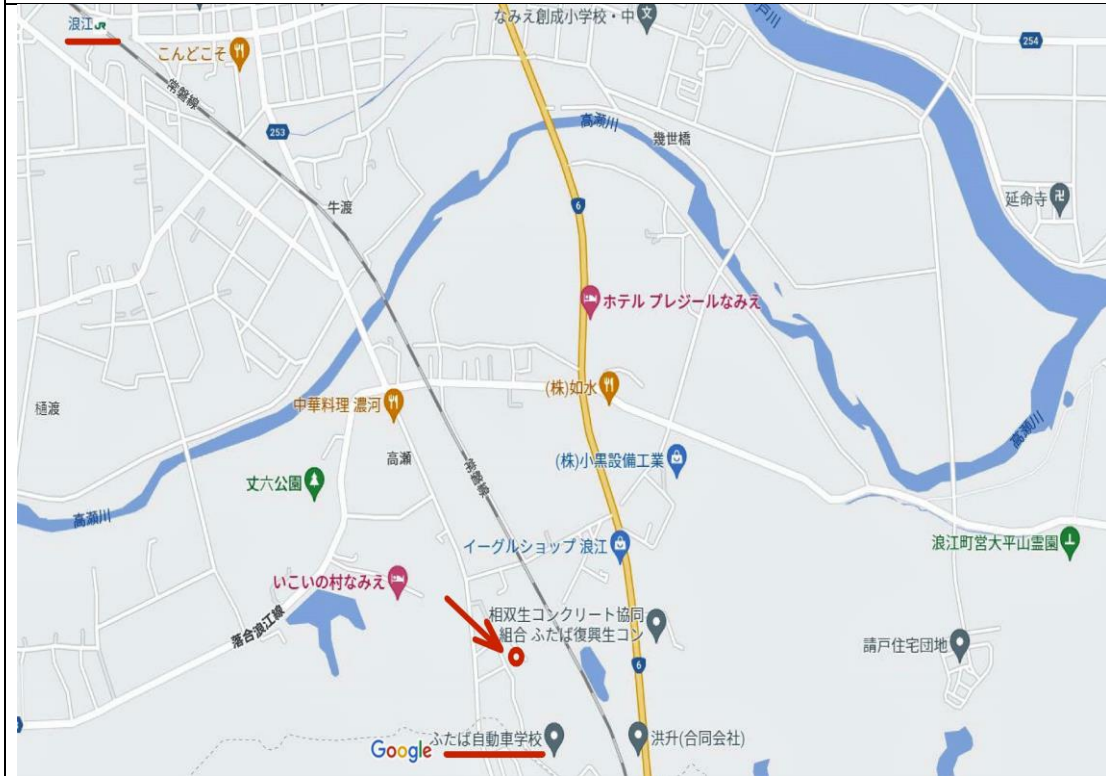 浪江JR
こんどこそ
なみえ創成小学校・中
戸川
254
常磐線
253
高瀬川
幾世橋
延命寺
牛渡
6
ホテル プレジールなみえ
樋渡
中華料理 濃河
(株)如水
高瀬
常磐線
(株)小黒設備工業
高瀬川
丈六公園
高瀬川
イーグルショップ 浪江
浪江町営大平山霊園
いこいの村なみえ
落合浪江線
相双生コンクリート協同
組合 ふたば復興生コン
請戸住宅団地
6
Google
ふたば自動車学校
洪升(合同会社)